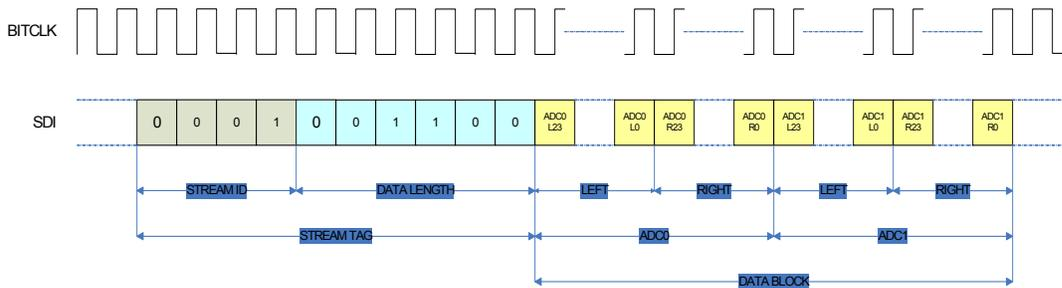 BITCLK
SDI
0 0 0 1 0 0 1 1 0 0
ADC0 L23
ADC0 L0
ADC0 R23
ADC0 R0
ADC1 L23
ADC1 L0
ADC1 R23
ADC1 R0
STREAM ID
DATA LENGTH
LEFT
RIGHT
LEFT
RIGHT
STREAM TAG
ADC0
ADC1
DATA BLOCK